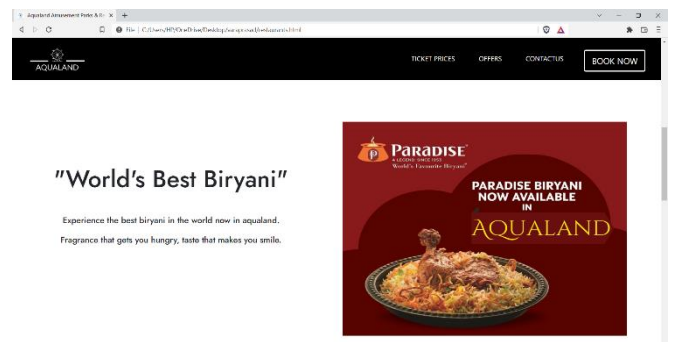 Aqualand Amusement Parks & Re
File | C:/Users/HP/OneDrive/Desktop/saraprasad/restaurants.html
AQUALAND
TICKET PRICES
OFFERS
CONTACTUS
BOOK NOW
"World's Best Biryani"
Experience the best biryani in the world now in aqualand.
Fragrance that gets you hungry, taste that makes you smile.
PARADISE
A LEGEND SINCE 1953
World's Favourite Biryani
PARADISE BIRYANI
NOW AVAILABLE
IN
AQUALAND